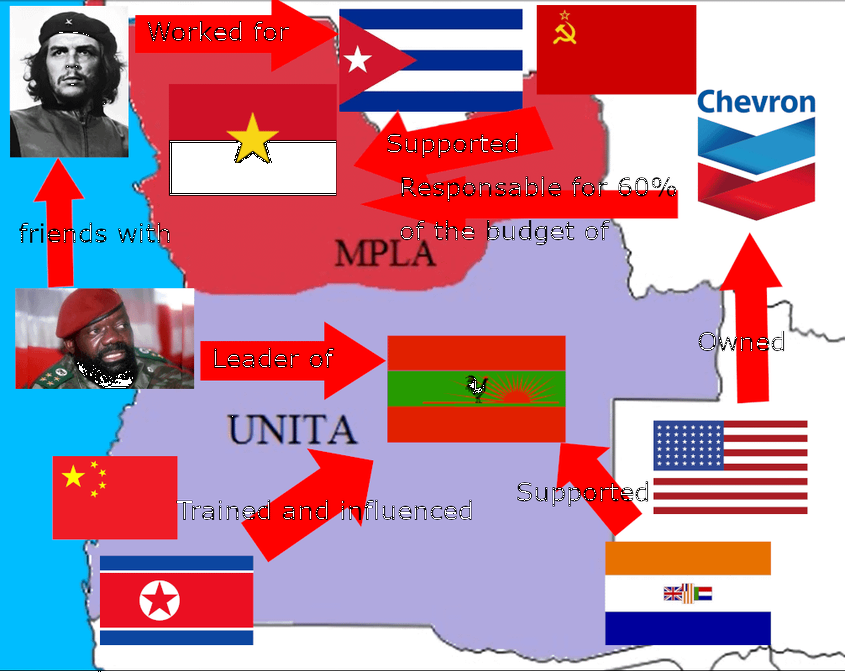 Worked for
Chevron
Supported
Responsable for 60%
of the budget of
friends with
MPLA
Owned
Leader of
UNITA
Supported
Trained and influenced